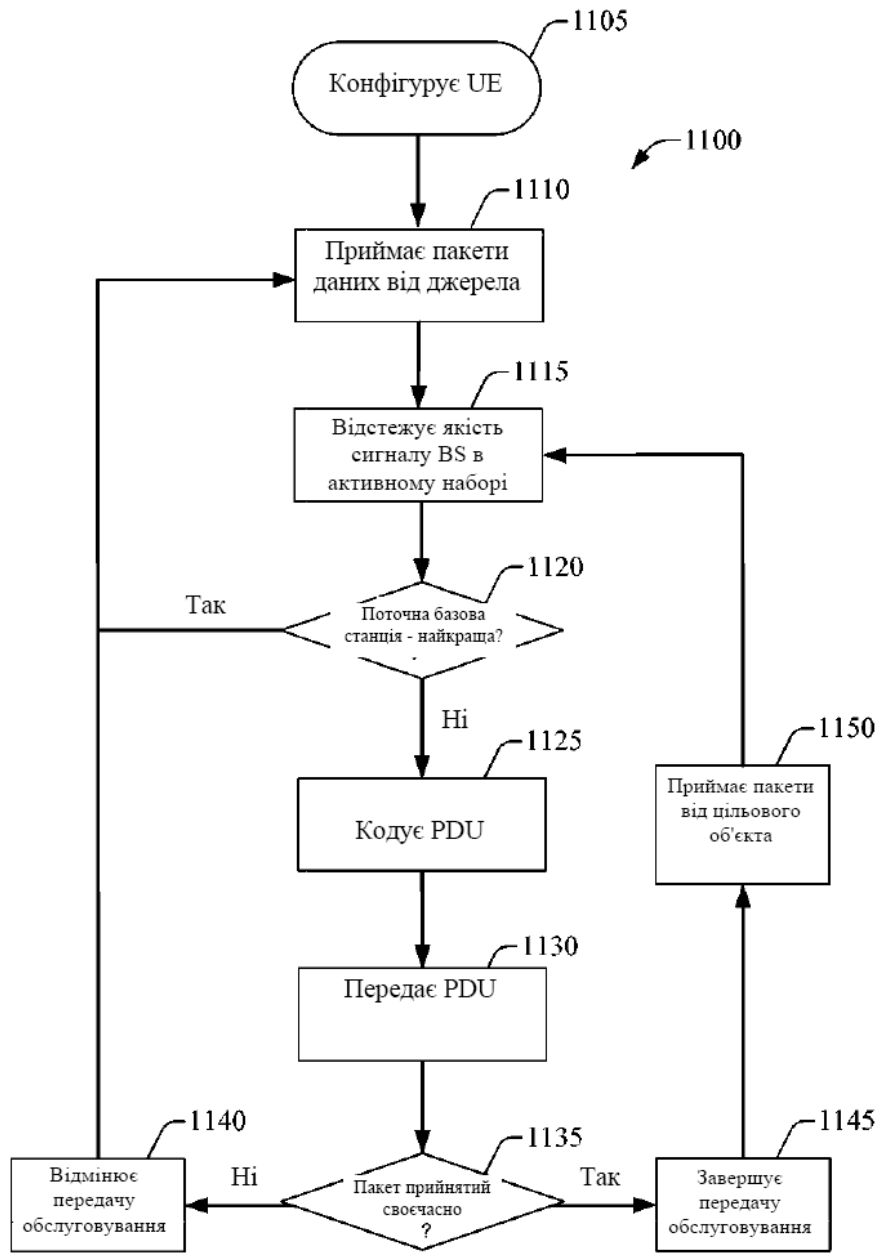 1105
Конфігурує UE
1100
1110
Приймає пакети
даних від джерела
1115
Відстежує якість
сигналу BS в
активному наборі
1120
Так
Поточна базова
станція - найкраща?
Ні
1125
Кодує PDU
1150
Приймає пакети
від цільового
об'єкта
1130
Передає PDU
1140
Відмінює
передачу
обслуговування
Ні
1135
Пакет прийнятий
своєчасно
?
Так
1145
Завершує
передачу
обслуговування